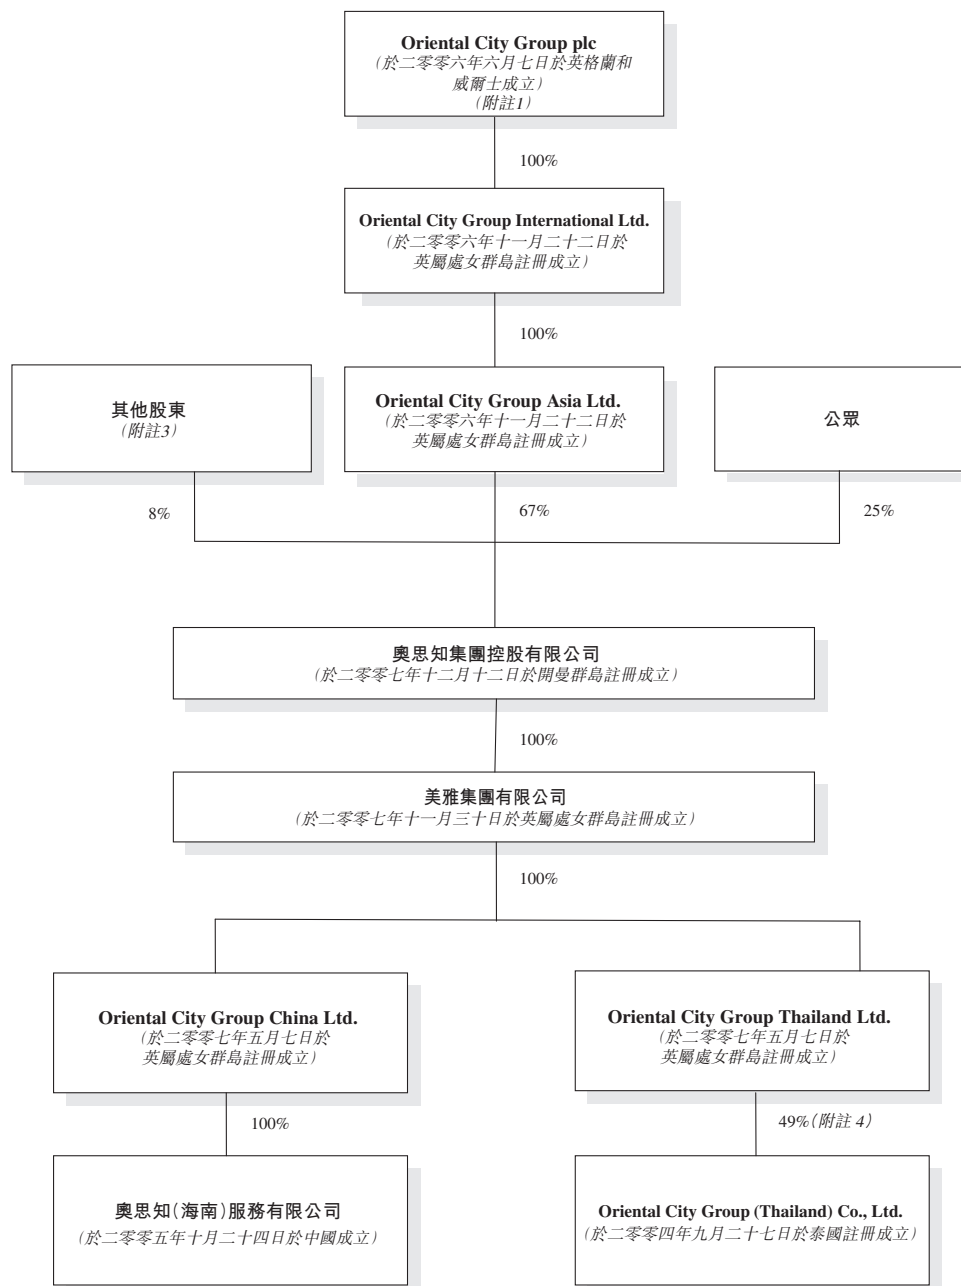 Oriental City Group plc
(於二零零六年六月七日於英格蘭和
威爾士成立)
(附註1)
100%
Oriental City Group International Ltd.
(於二零零六年十一月二十二日於
英屬處女群島註冊成立)
100%
其他股東
(附註3)
Oriental City Group Asia Ltd.
(於二零零六年十一月二十二日於
英屬處女群島註冊成立)
公眾
8%
67%
25%
奧思知集團控股有限公司
(於二零零七年十二月十二日於開曼群島註冊成立)
100%
美雅集團有限公司
(於二零零七年十一月三十日於英屬處女群島註冊成立)
100%
Oriental City Group China Ltd.
(於二零零七年五月七日於
英屬處女群島註冊成立)
Oriental City Group Thailand Ltd.
(於二零零七年五月七日於
英屬處女群島註冊成立)
100%
49%(附註 4)
奧思知(海南)服務有限公司
(於二零零五年十月二十四日於中國成立)
Oriental City Group (Thailand) Co., Ltd.
(於二零零四年九月二十七日於泰國註冊成立)